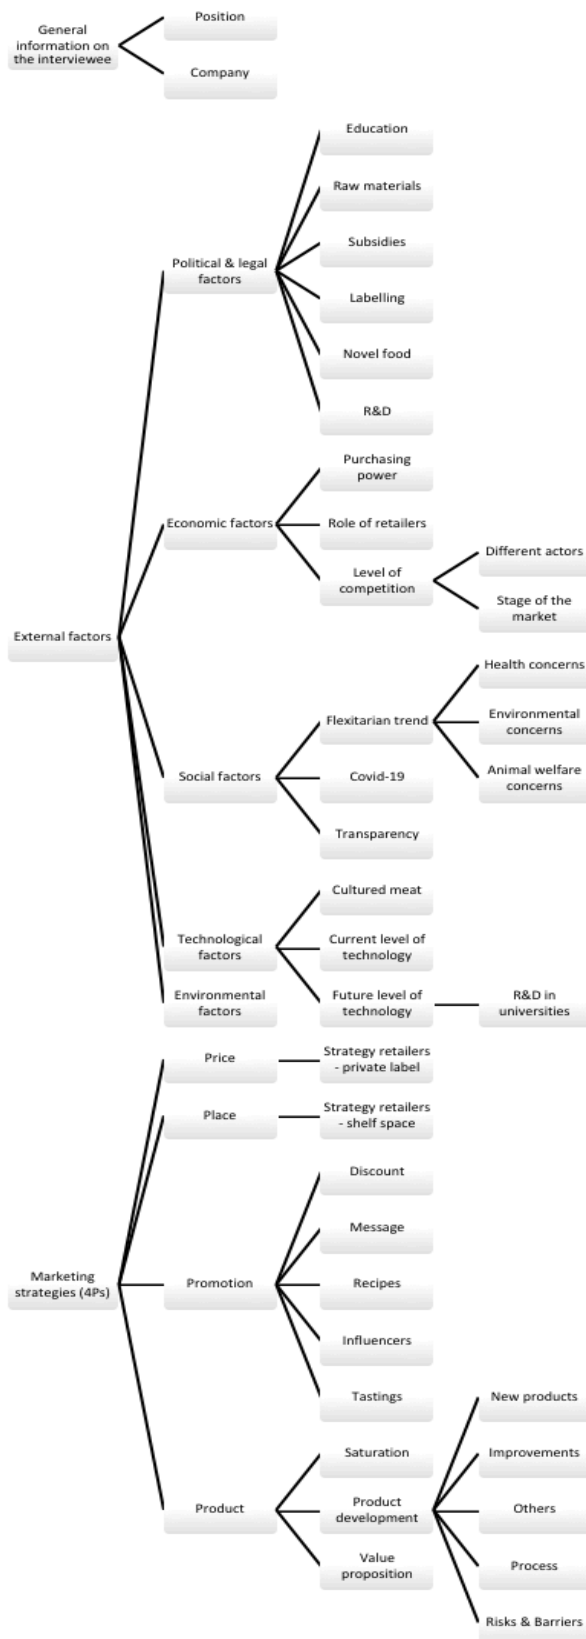 General
information on
the interviewee
Position
Company
External factors
Political & legal
factors
Education
Raw materials
Subsidies
Labelling
Novel food
R&D
Economic factors
Purchasing
power
Role of retailers
Level of
competition
Different actors
Stage of the
market
Social factors
Flexitarian trend
Health concerns
Environmental
concerns
Animal welfare
concerns
Covid-19
Transparency
Technological
factors
Cultured meat
Current level of
technology
Future level of
technology
R&D in
universities
Environmental
factors
Marketing
strategies (4Ps)
Price
Strategy retailers
- private label
Place
Strategy retailers
- shelf space
Promotion
Discount
Message
Recipes
Influencers
Tastings
Product
Saturation
Product
development
New products
Improvements
Others
Process
Risks & Barriers
Value
proposition